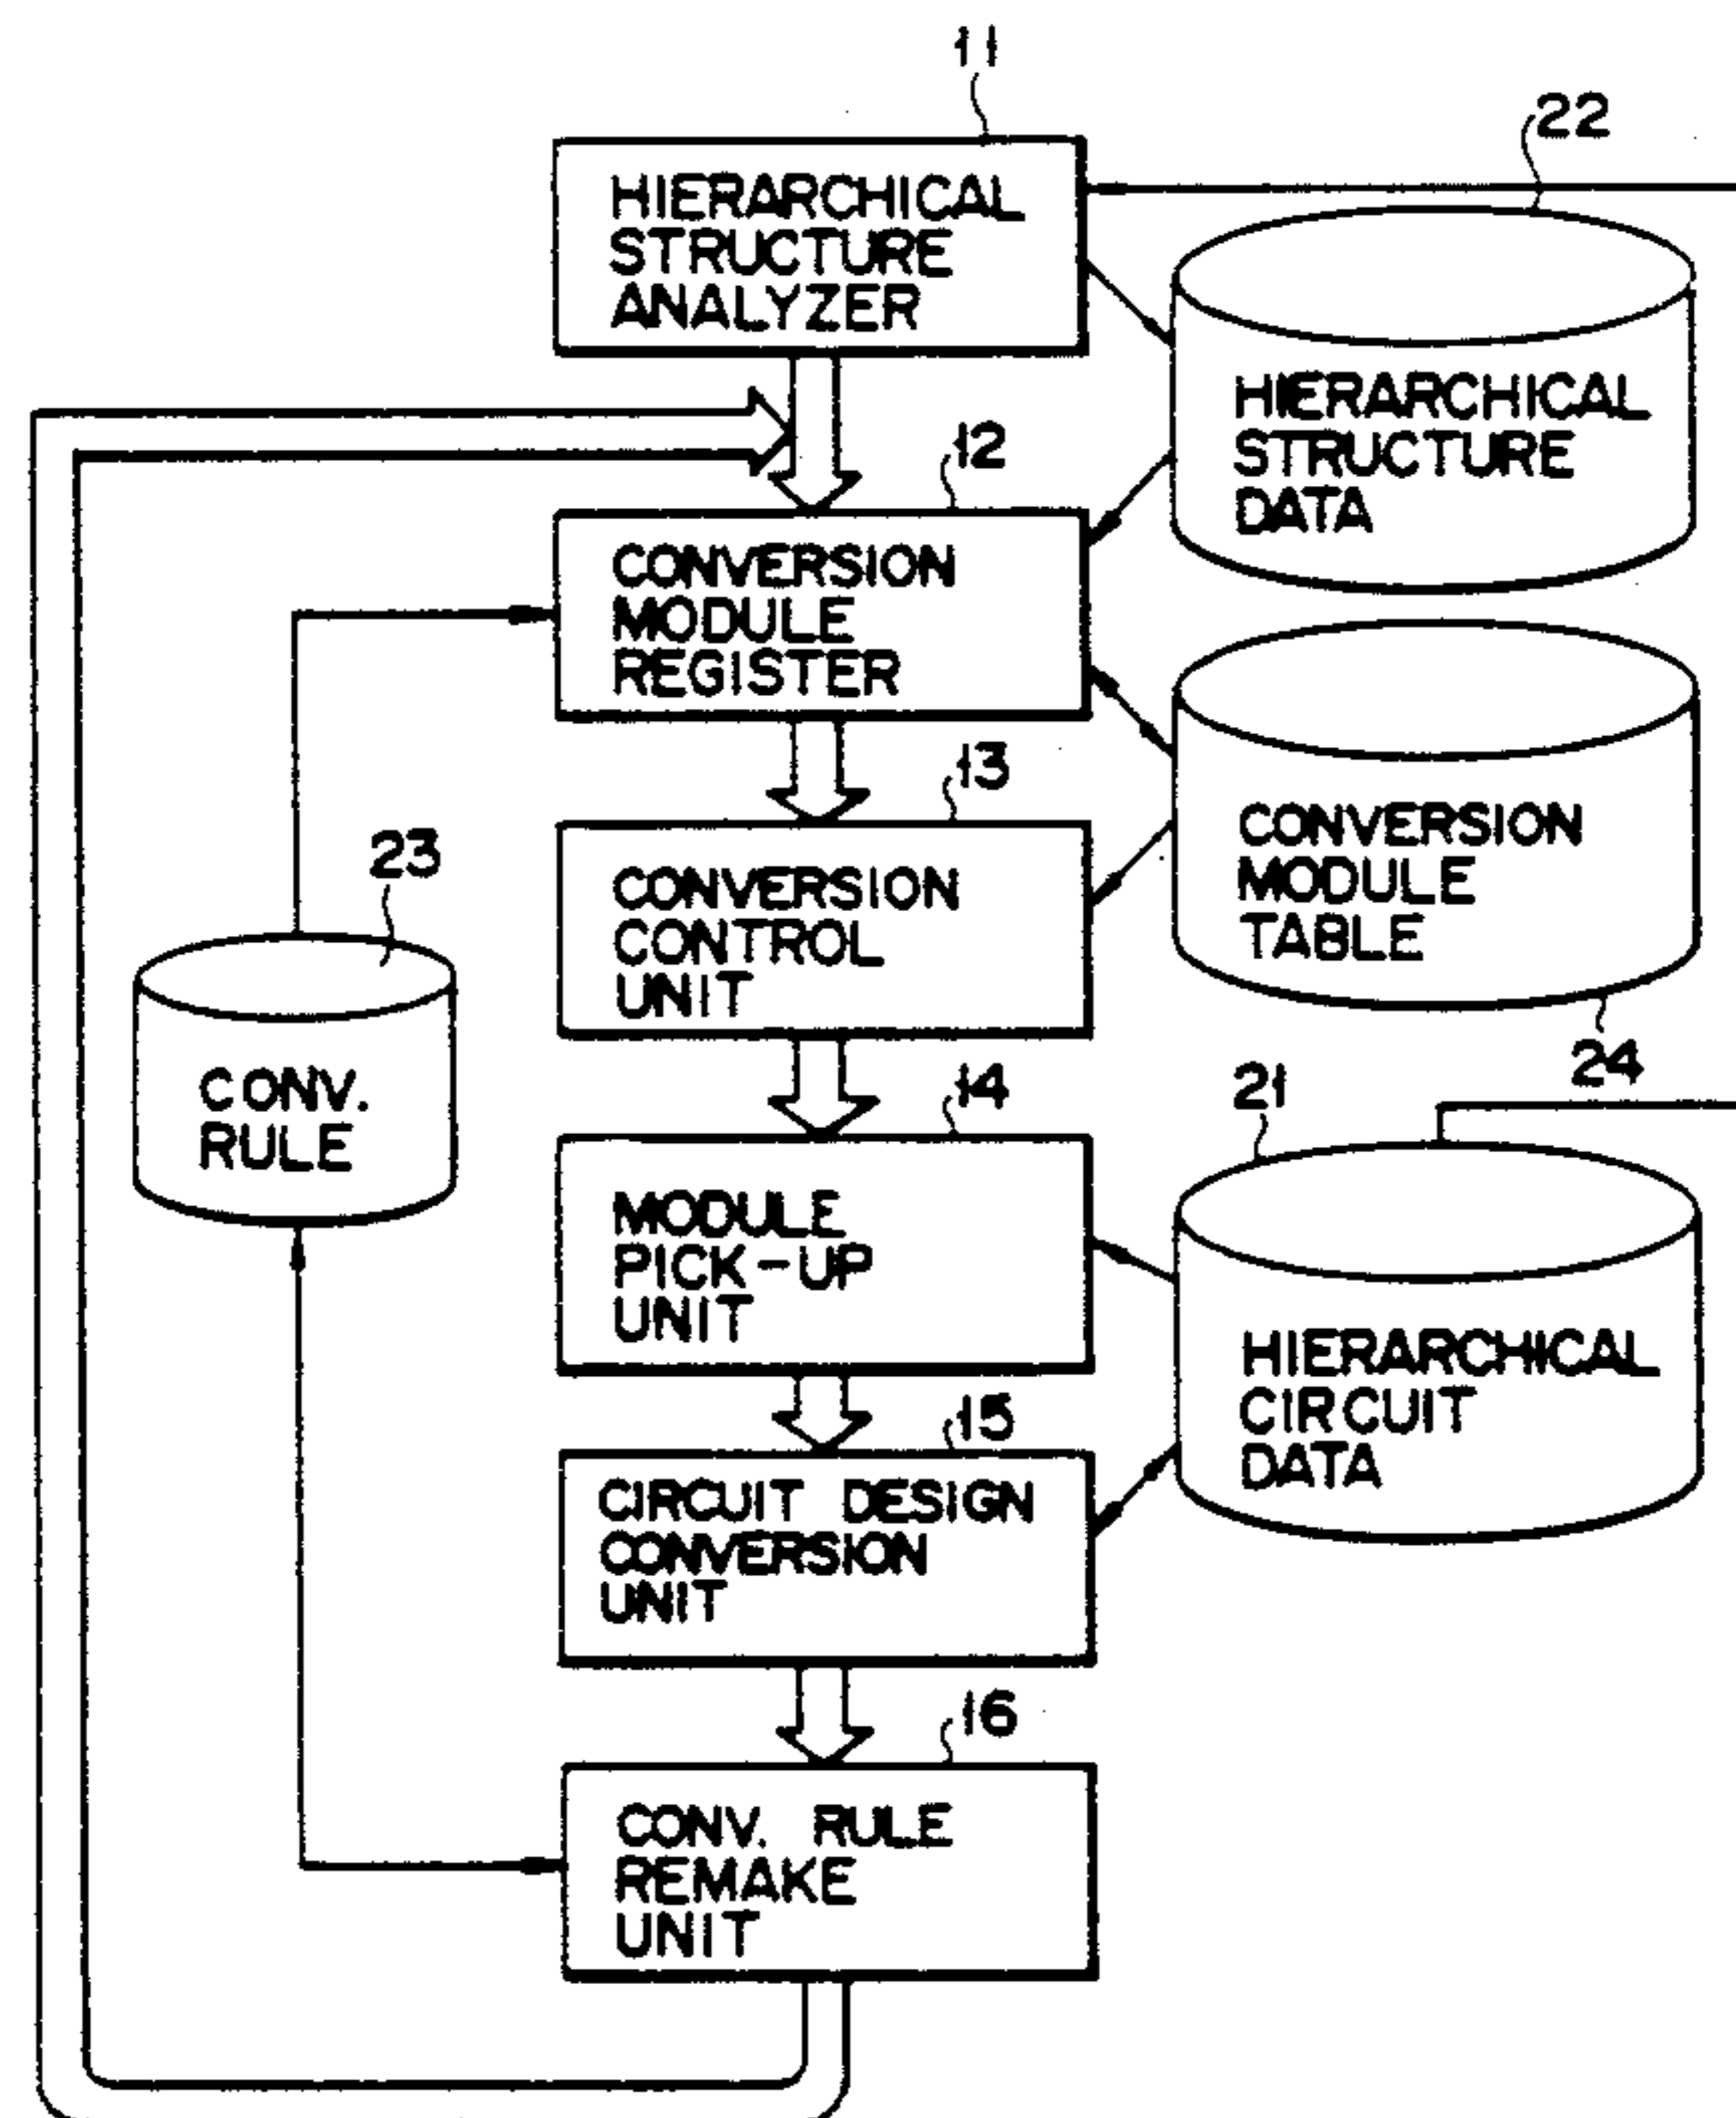 11
HIERARCHICAL
STRUCTURE
ANALYZER
22
HIERARCHICAL
STRUCTURE
DATA
12
CONVERSION
MODULE
REGISTER
13
CONVERSION
CONTROL
UNIT
CONVERSION
MODULE
TABLE
24
23
CONV.
RULE
14
MODULE
PICK-UP
UNIT
21
HIERARCHICAL
CIRCUIT
DATA
15
CIRCUIT DESIGN
CONVERSION
UNIT
16
CONV. RULE
REMAKE
UNIT